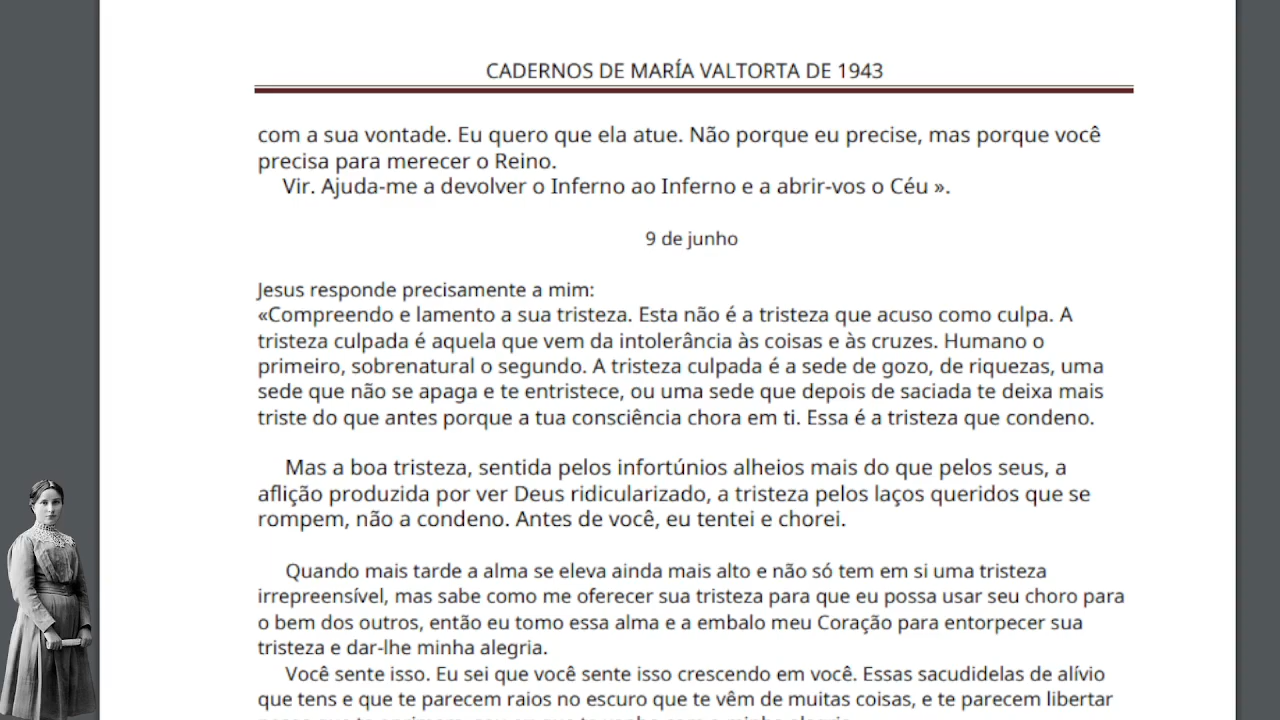 CADERNOS DE MARÍA VALTORTA DE 1943
com a sua vontade. Eu quero que ela atue. Não porque eu precise, mas porque você
precisa para merecer o Reino.
Vir. Ajuda-me a devolver o Inferno ao Inferno e a abrir-vos o Céu ».
9 de junho
Jesus responde precisamente a mim:
«Compreendo e lamento a sua tristeza. Esta não é a tristeza que acuso como culpa. A
tristeza culpada é aquela que vem da intolerância às coisas e às cruzes. Humano o
primeiro, sobrenatural o segundo. A tristeza culpada é a sede de gozo, de riquezas, uma
sede que não se apaga e te entristece, ou uma sede que depois de saciada te deixa mais
triste do que antes porque a tua consciência chora em ti. Essa é a tristeza que condeno.
Mas a boa tristeza, sentida pelos infortúnios alheios mais do que pelos seus, a
aflição produzida por ver Deus ridicularizado, a tristeza pelos laços queridos que se
rompem, não a condeno. Antes de você, eu tentei e chorei.
Quando mais tarde a alma se eleva ainda mais alto e não só tem em si uma tristeza
irrepreensível, mas sabe como me oferecer sua tristeza para que eu possa usar seu choro para
o bem dos outros, então eu tomo essa alma e a embalo meu Coração para entorpecer sua
tristeza e dar-lhe minha alegria.
Você sente isso. Eu sei que você sente isso crescendo em você. Essas sacudidelas de alívio
que tens e que te parecem raios no escuro que te vêm de muitas coisas, e te parecem libertar